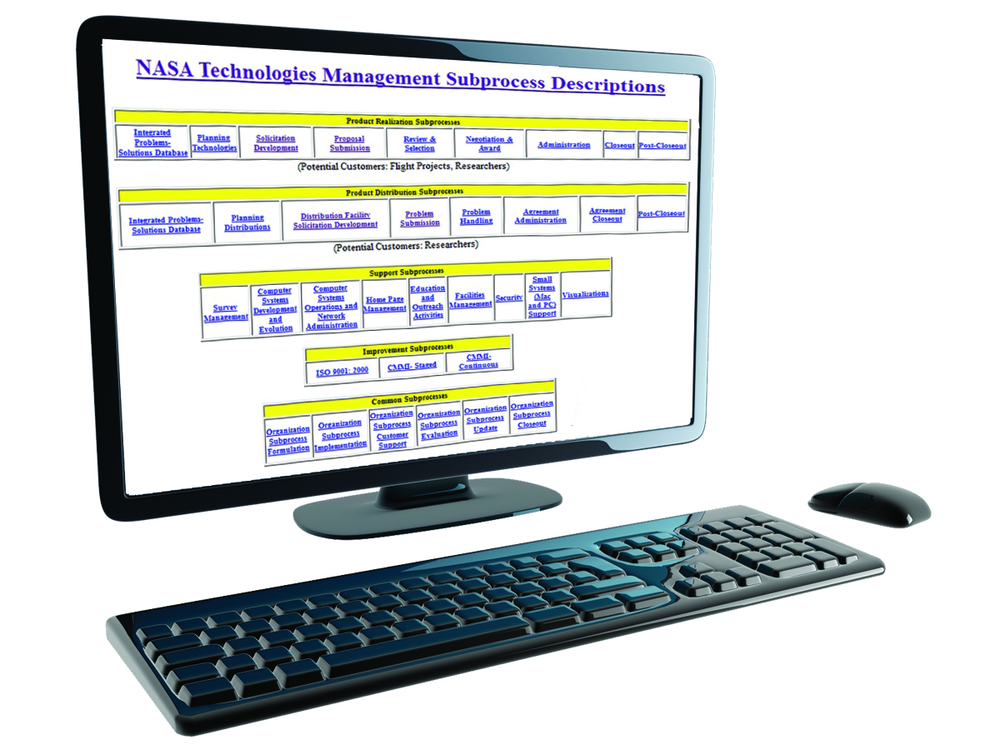 NASA Technologies Management Subprocess Descriptions
Product Realization Subprocesses
Integrated
Problems-
Solutions Database
Planning
Technologies
Solicitation
Development
Proposal
Submission
Review &
Selection
Negotiation &
Award
Administration
Closeout
Post-Closeout
(Potential Customers: Flight Projects, Researchers)
Product Distribution Subprocesses
Integrated Problems-
Solutions Database
Planning
Distributions
Distribution Facility
Solicitation Development
Problem
Submission
Problem
Handling
Agreement
Administration
Agreement
Closeout
Post-Closeout
(Potential Customers: Researchers)
Support Subprocesses
Survey
Management
Computer
Systems
Development
and
Evolution
Computer
Systems
Operations and
Network
Administration
Home Page
Management
Education
and
Outreach
Activities
Facilities
Management
Security
Small
Systems
(Mac
and PC)
Support
Visualizations
Improvement Subprocesses
ISO 9001: 2000
CMMI- Staged
CMMI-
Continuous
Common Subprocesses
Organization
Subprocess
Formulation
Organization
Subprocess
Implementation
Organization
Subprocess
Customer
Support
Organization
Subprocess
Evaluation
Organization
Subprocess
Update
Organization
Subprocess
Closeout